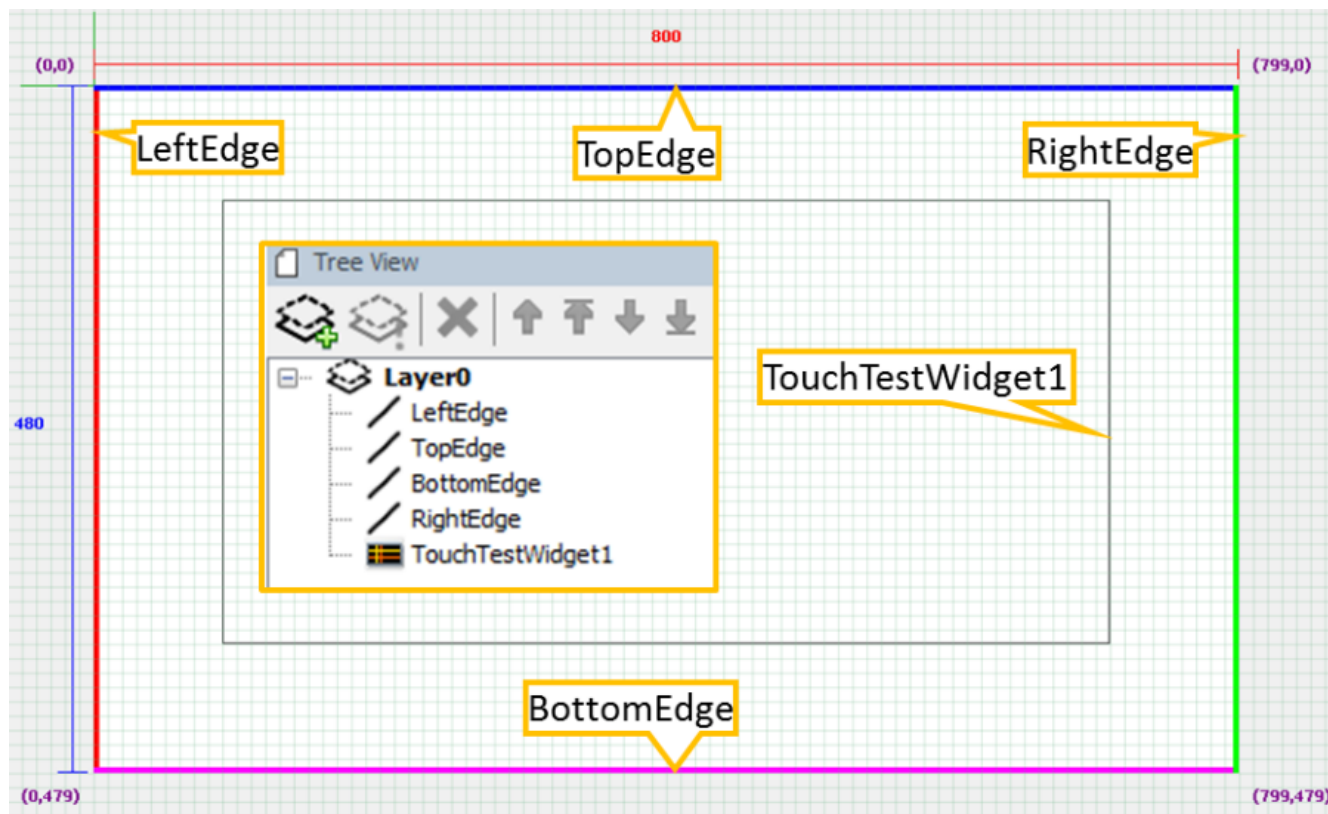 800
(0,0)
(799,0)
LeftEdge
TopEdge
RightEdge
Tree View
Layer0
LeftEdge
TopEdge
BottomEdge
RightEdge
TouchTestWidget1
TouchTestWidget1
480
BottomEdge
(0,479)
(799,479)